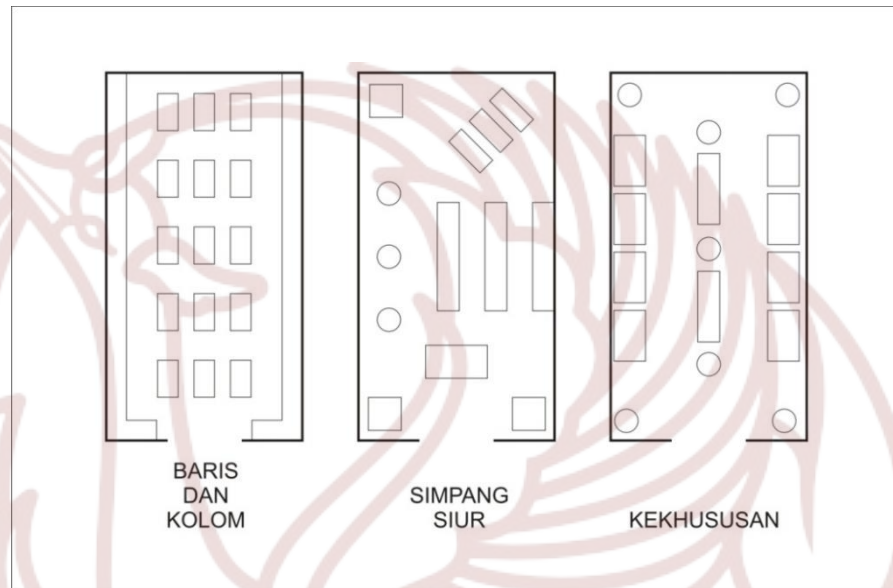 BARIS
DAN
KOLOM
SIMPANG
SIUR
KEKHUSUSAN